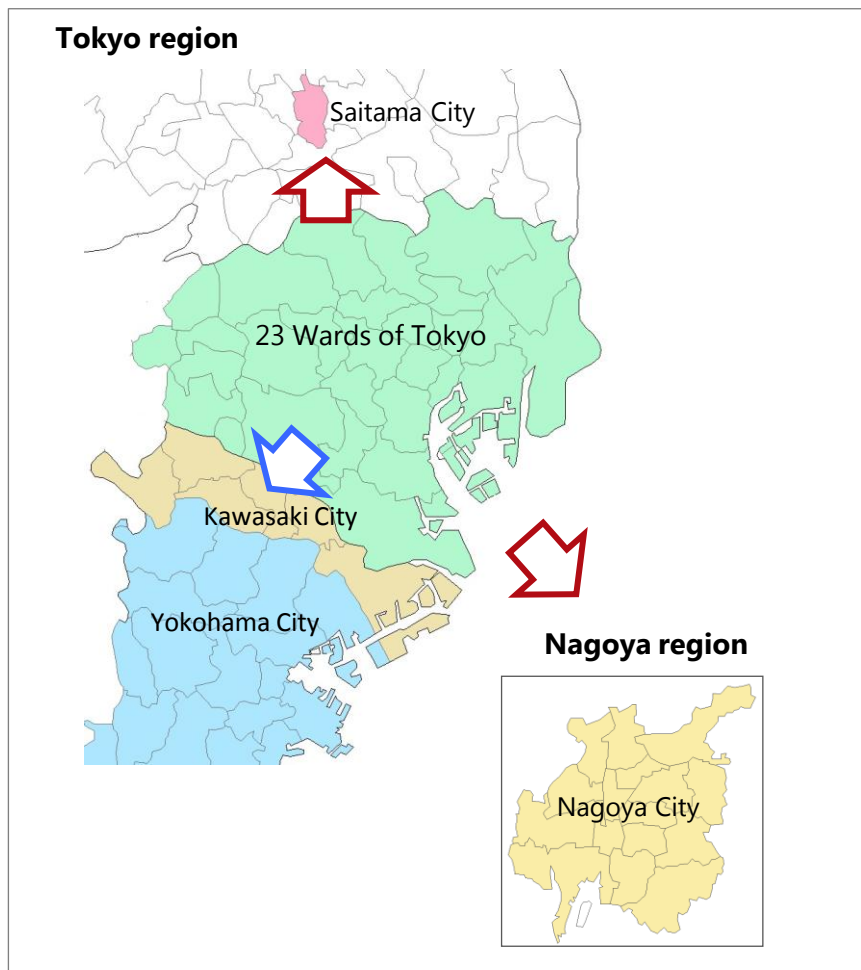 Tokyo region
Saitama City
23 Wards of Tokyo
Kawasaki City
Yokohama City
Nagoya region
Nagoya City